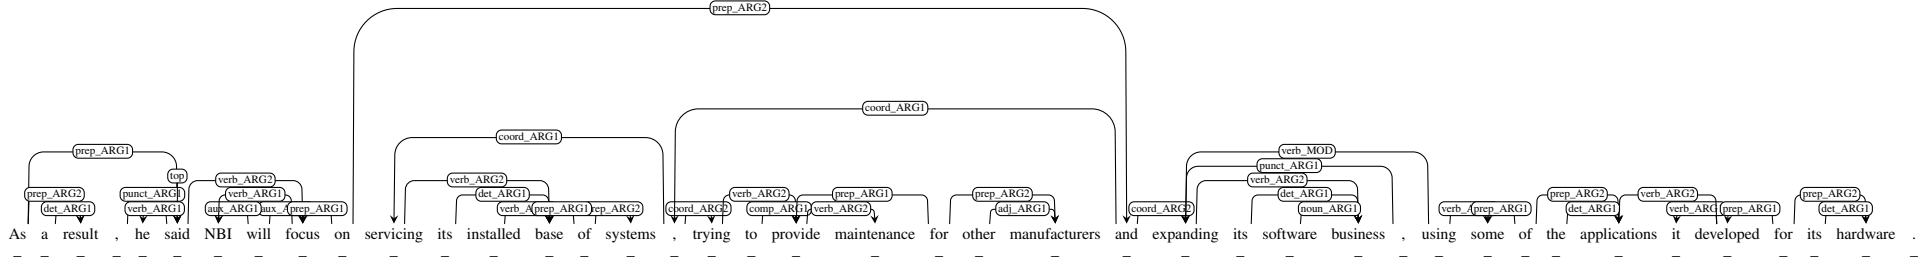 prep_ARG2
coord_ARG1
coord_ARG1
prep_ARG1 verb_MOD
top punct_ARG1
verb_ARG2 verb_ARG2 verb_ARG2
prep_ARG2 punct_ARG1 verb_ARG1 det_ARG1 verb_ARG2 prep_ARG1 prep_ARG2 det_ARG1 prep_ARG2 verb_ARG2 prep_ARG2
det_ARG1 verb_ARG1 aux_ARG1 prep_ARG1 prep_ARG1 coord_ARG2 comp_ARG1 verb_ARG2 adj_ARG1 coord_ARG2 noun_ARG1 prep_ARG1 det_ARG1 prep_ARG1 det_ARG1
As a result , he said NBI will focus on servicing its installed base of systems , trying to provide maintenance for other manufacturers and expanding its software business , using some of the applications it developed for its hardware .